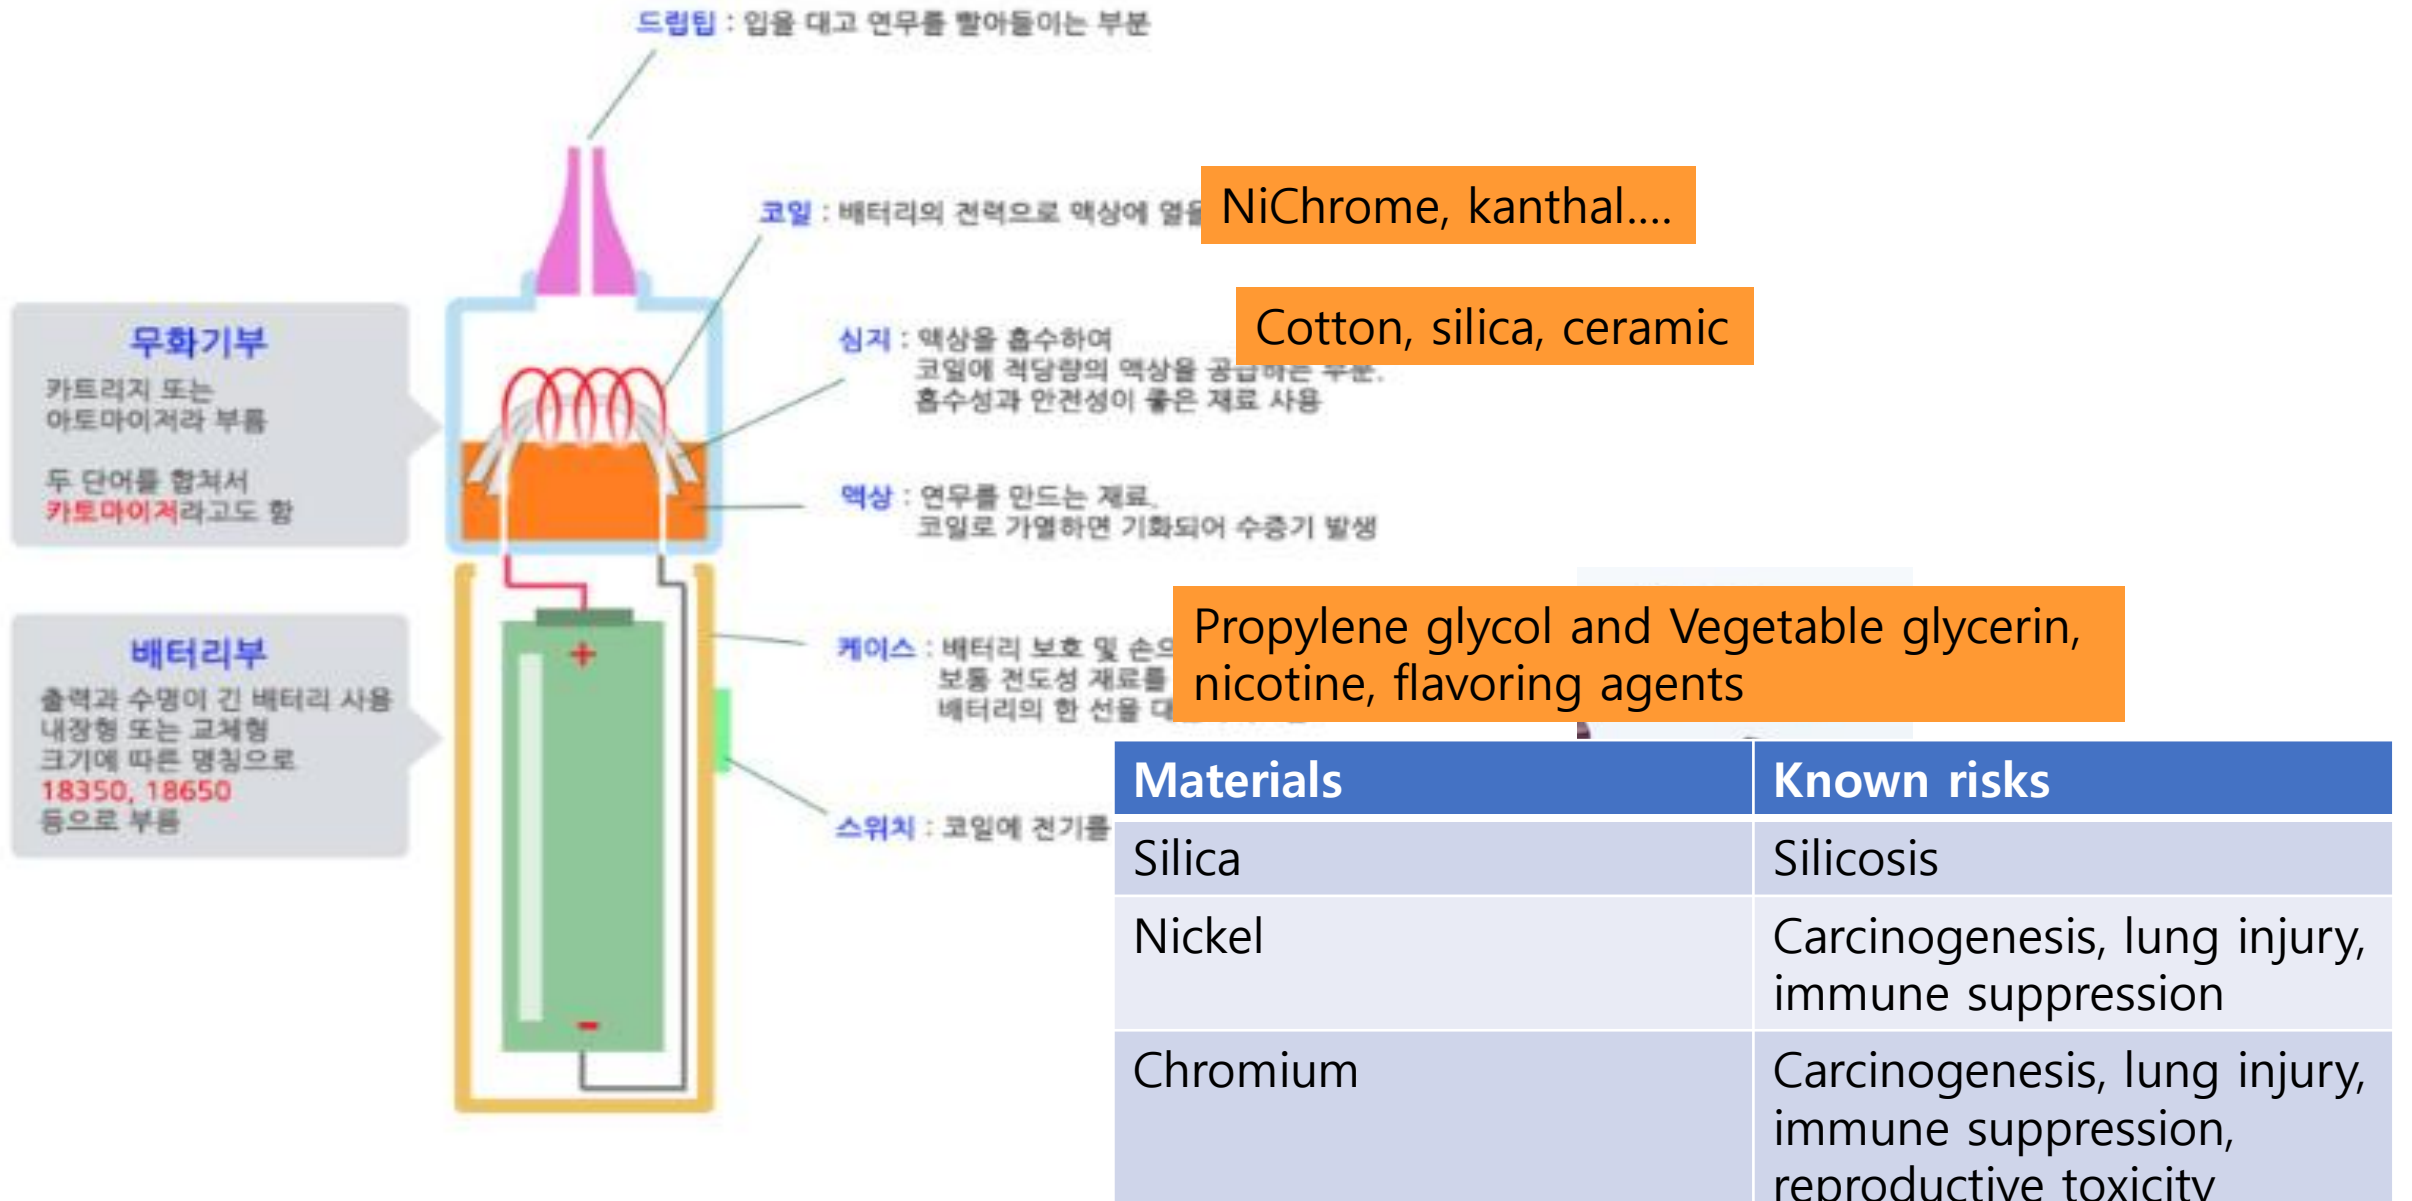 드립팁 : 입을 대고 연무를 빨아들이는 부분
코일 : 배터리의 전력으로 액상에 열을
NiChrome, kanthal....
무화기부
카트리지 또는
아토마이저라 부름
두 단어를 합쳐서
카토마이저라고도 함
심지 : 액상을 흡수하여
코일에 적당량의 액상을 공급하는 부분.
흡수성과 안전성이 좋은 재료 사용
Cotton, silica, ceramic
액상 : 연무를 만드는 재료.
코일로 가열하면 기화되어 수증기 발생
배터리부
출력과 수명이 긴 배터리 사용
내장형 또는 교체형
크기에 따른 명칭으로
18350, 18650
등으로 부름
+
-
케이스 : 배터리 보호 및 손으
보통 전도성 재료를
배터리의 한 선을
Propylene glycol and Vegetable glycerin,
nicotine, flavoring agents
스위치 : 코일에 전기를
Materials Known risks
Silica Silicosis
Nickel Carcinogenesis, lung injury,
immune suppression
Chromium Carcinogenesis, lung injury,
immune suppression,
reproductive toxicity